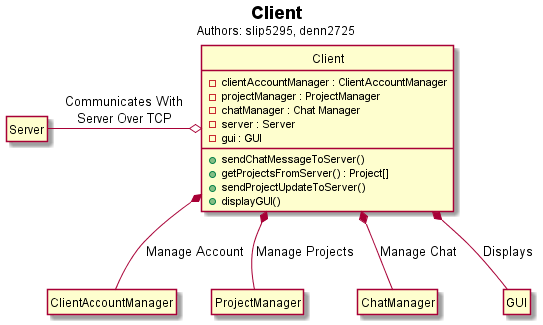 Client
Authors: slip5295, denn2725
Client
clientAccountManager : ClientAccountManager
projectManager : ProjectManager
chatManager : Chat Manager
server : Server
gui : GUI
sendChatMessageToServer()
getProjectsFromServer() : Project[]
sendProjectUpdateToServer()
displayGUI()
Communicates With
Server Over TCP
Server
Manage Account
Manage Projects
Manage Chat
Displays
ClientAccountManager
ProjectManager
ChatManager
GUI